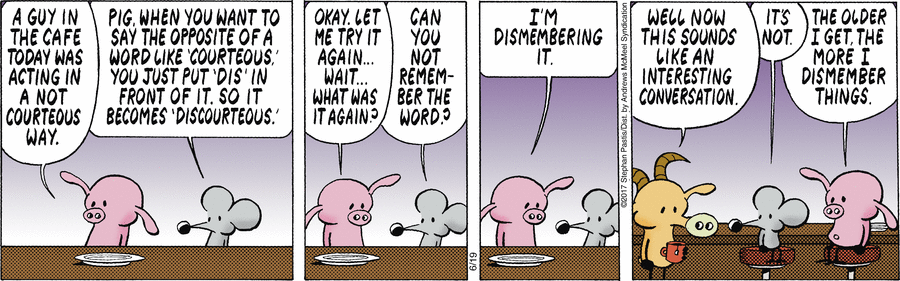 A GUY IN
THE CAFE
TODAY WAS
ACTING IN
A NOT
COURTEOUS
WAY.
PIG, WHEN YOU WANT TO
SAY THE OPPOSITE OF A
WORD LIKE 'COURTEOUS,'
YOU JUST PUT 'DIS' IN
FRONT OF IT. SO IT
BECOMES 'DISCOURTEOUS.'
OKAY. LET
ME TRY IT
AGAIN...
WAIT...
WHAT WAS
IT AGAIN?
CAN
YOU
NOT
REMEM-
BER THE
WORD?
6/19
I'M
DISMEMBERING
IT.
©2017 Stephan Pastis/Dist. by Andrews McMeel Syndication
WELL NOW
THIS SOUNDS
LIKE AN
INTERESTING
CONVERSATION.
IT'S
NOT.
THE OLDER
I GET, THE
MORE I
DISMEMBER
THINGS.